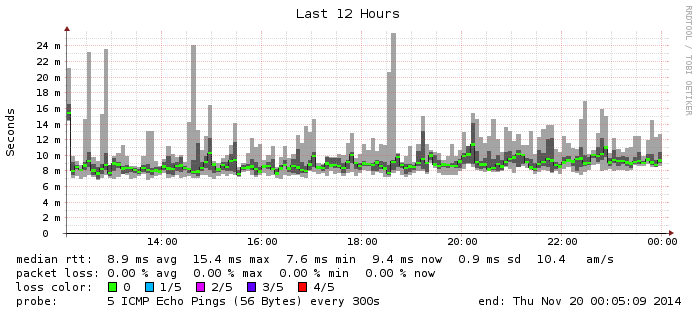 Last 12 Hours
RRDTOOL / TOBI OETIKER
Seconds
24 m
22 m
20 m
18 m
16 m
14 m
12 m
10 m
8 m
6 m
4 m
2 m
0
14:00 16:00 18:00 20:00 22:00 00:00
median rtt: 8.9 ms avg 15.4 ms max 7.6 ms min 9.4 ms now 0.9 ms sd 10.4 am/s
packet loss: 0.00 % avg 0.00 % max 0.00 % min 0.00 % now
loss color: 0 1/5 2/5 3/5 4/5
probe: 5 ICMP Echo Pings (56 Bytes) every 300s end: Thu Nov 20 00:05:09 2014